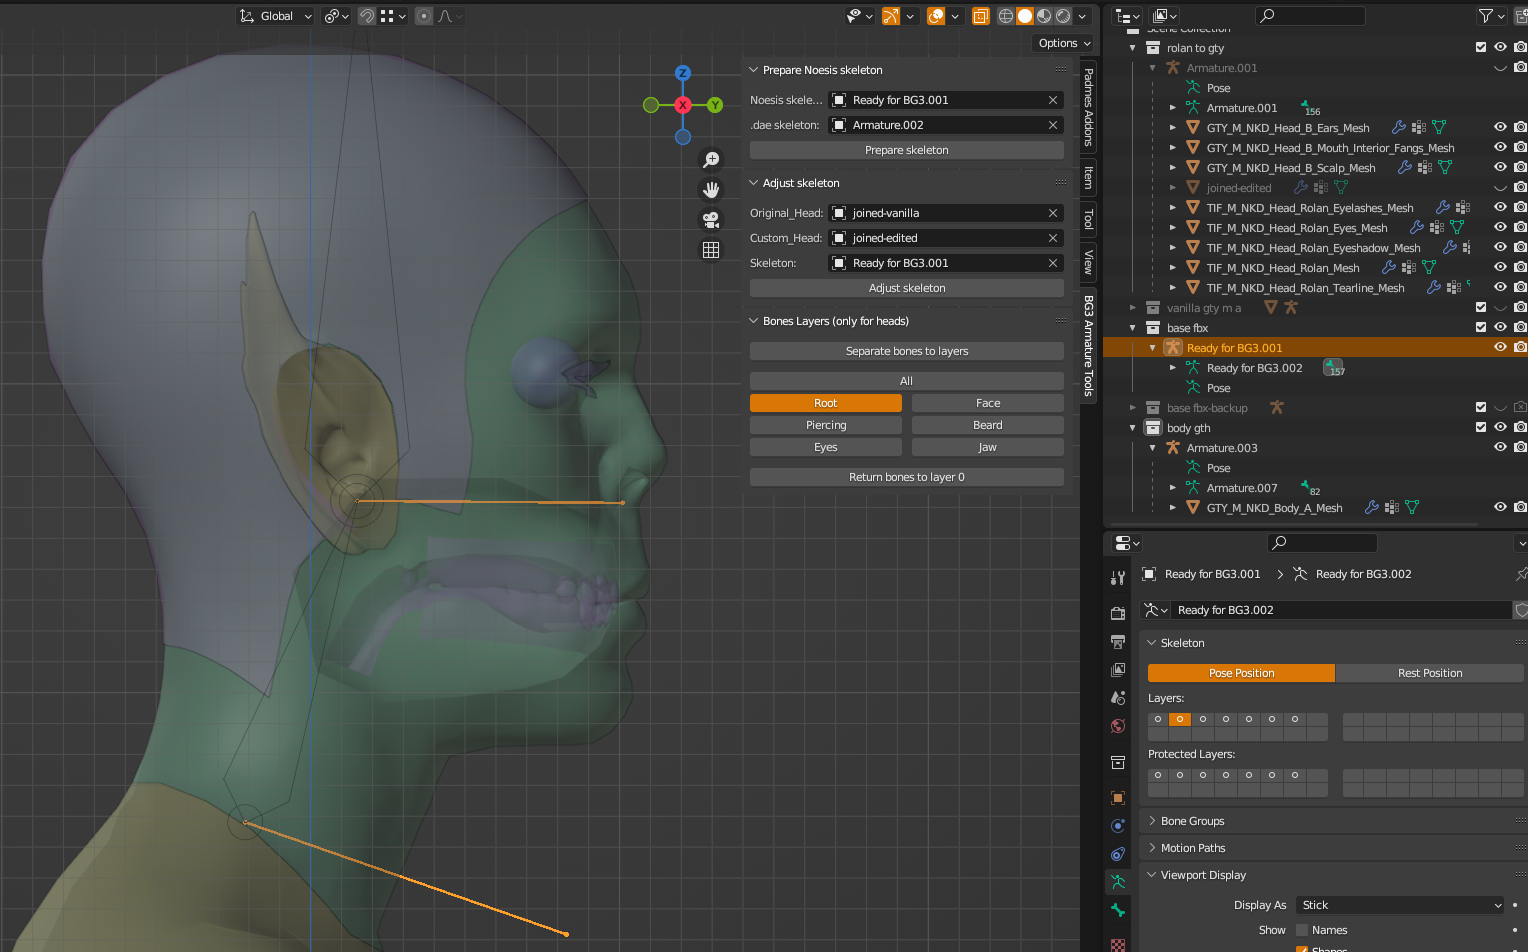 Global
Options
Z
X
Y
Prepare Noesis skeleton
Noesis skele... Ready for BG3.001
.dae skeleton: Armature.002
Prepare skeleton
Adjust skeleton
Original_Head: joined-vanilla
Custom_Head: joined-edited
Skeleton: Ready for BG3.001
Adjust skeleton
Bones Layers (only for heads)
Separate bones to layers
All
Root Face
Piercing Beard
Eyes Jaw
Return bones to layer 0
Padmes Addons
Item
Tool
View
BG3 Armature Tools
Scene Collection
rolan to gty
Armature.001
Pose
Armature.001 156
GTY_M_NKD_Head_B_Ears_Mesh
GTY_M_NKD_Head_B_Mouth_Interior_Fangs_Mesh
GTY_M_NKD_Head_B_Scalp_Mesh
joined-edited
TIF_M_NKD_Head_Rolan_Eyelashes_Mesh
TIF_M_NKD_Head_Rolan_Eyes_Mesh
TIF_M_NKD_Head_Rolan_Eyeshadow_Mesh
TIF_M_NKD_Head_Rolan_Mesh
TIF_M_NKD_Head_Rolan_Tearline_Mesh
vanilla gty m a
base fbx
Ready for BG3.001
Ready for BG3.002 157
Pose
base fbx-backup
body gth
Armature.003
Pose
Armature.007 82
GTY_M_NKD_Body_A_Mesh
Ready for BG3.001 > Ready for BG3.002
Ready for BG3.002
Skeleton
Pose Position Rest Position
Layers:
Protected Layers:
Bone Groups
Motion Paths
Viewport Display
Display As Stick
Show Names
Shapes